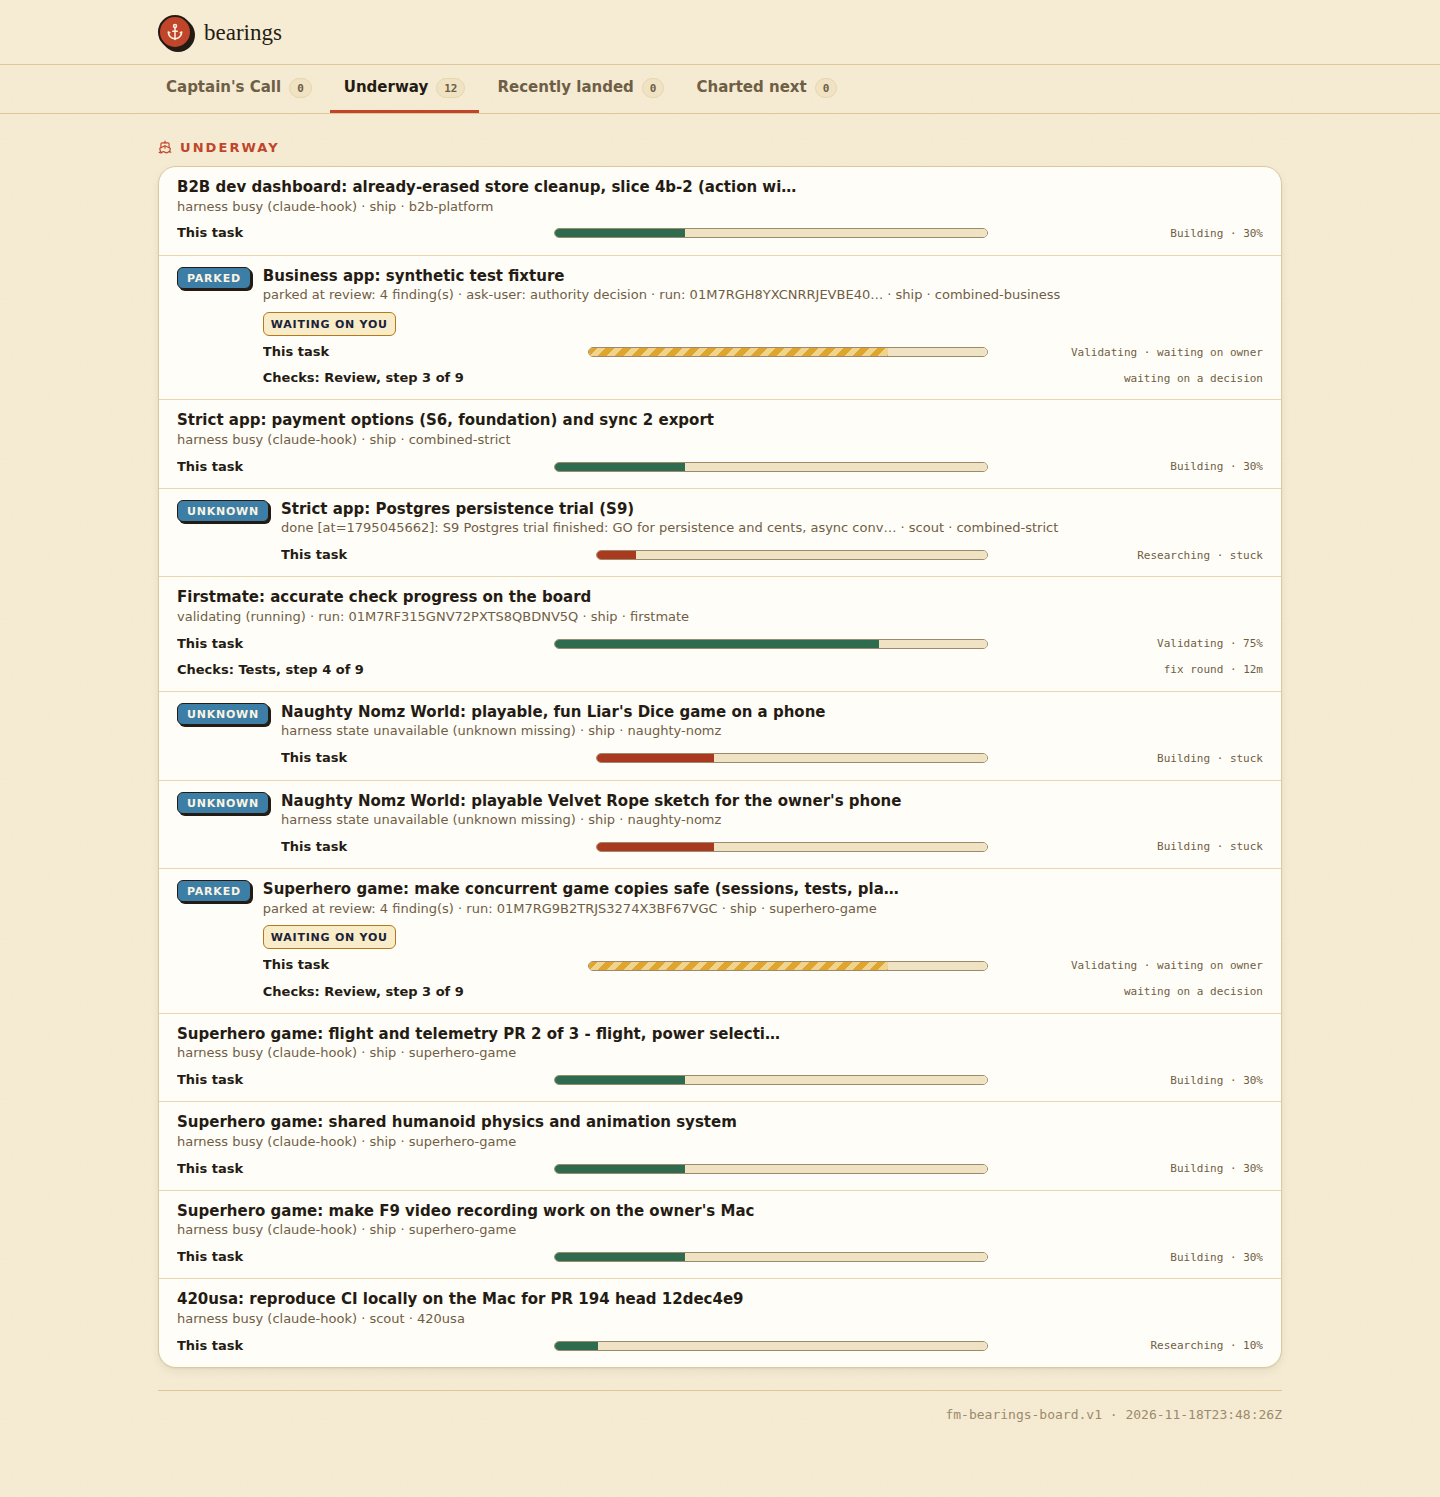 bearings
Captain's Call 0 Underway 12 Recently landed 0 Charted next 0
UNDERWAY
B2B dev dashboard: already-erased store cleanup, slice 4b-2 (action wi…
harness busy (claude-hook) · ship · b2b-platform
This task Building · 30%
PARKED Business app: synthetic test fixture
parked at review: 4 finding(s) · ask-user: authority decision · run: 01M7RGH8YXCNRRJEVBE40… · ship · combined-business
WAITING ON YOU
This task Validating · waiting on owner
Checks: Review, step 3 of 9 waiting on a decision
Strict app: payment options (S6, foundation) and sync 2 export
harness busy (claude-hook) · ship · combined-strict
This task Building · 30%
UNKNOWN Strict app: Postgres persistence trial (S9)
done [at=1795045662]: S9 Postgres trial finished: GO for persistence and cents, async conv… · scout · combined-strict
This task Researching · stuck
Firstmate: accurate check progress on the board
validating (running) · run: 01M7RF315GNV72PXTS8QBDNV5Q · ship · firstmate
This task Validating · 75%
Checks: Tests, step 4 of 9 fix round · 12m
UNKNOWN Naughty Nomz World: playable, fun Liar's Dice game on a phone
harness state unavailable (unknown missing) · ship · naughty-nomz
This task Building · stuck
UNKNOWN Naughty Nomz World: playable Velvet Rope sketch for the owner's phone
harness state unavailable (unknown missing) · ship · naughty-nomz
This task Building · stuck
PARKED Superhero game: make concurrent game copies safe (sessions, tests, pla…
parked at review: 4 finding(s) · run: 01M7RG9B2TRJS3274X3BF67VGC · ship · superhero-game
WAITING ON YOU
This task Validating · waiting on owner
Checks: Review, step 3 of 9 waiting on a decision
Superhero game: flight and telemetry PR 2 of 3 - flight, power selecti…
harness busy (claude-hook) · ship · superhero-game
This task Building · 30%
Superhero game: shared humanoid physics and animation system
harness busy (claude-hook) · ship · superhero-game
This task Building · 30%
Superhero game: make F9 video recording work on the owner's Mac
harness busy (claude-hook) · ship · superhero-game
This task Building · 30%
420usa: reproduce CI locally on the Mac for PR 194 head 12dec4e9
harness busy (claude-hook) · scout · 420usa
This task Researching · 10%
fm-bearings-board.v1 · 2026-11-18T23:48:26Z